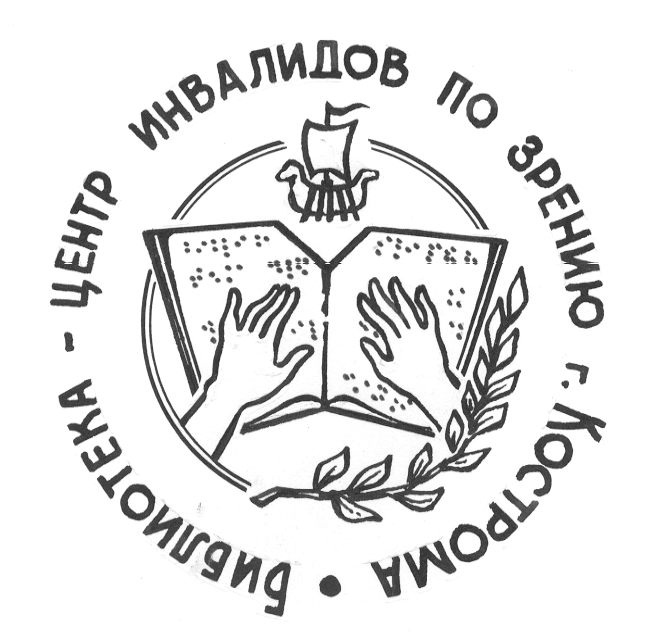 Библиотека - центр инвалидов по зрению г. Кострома •